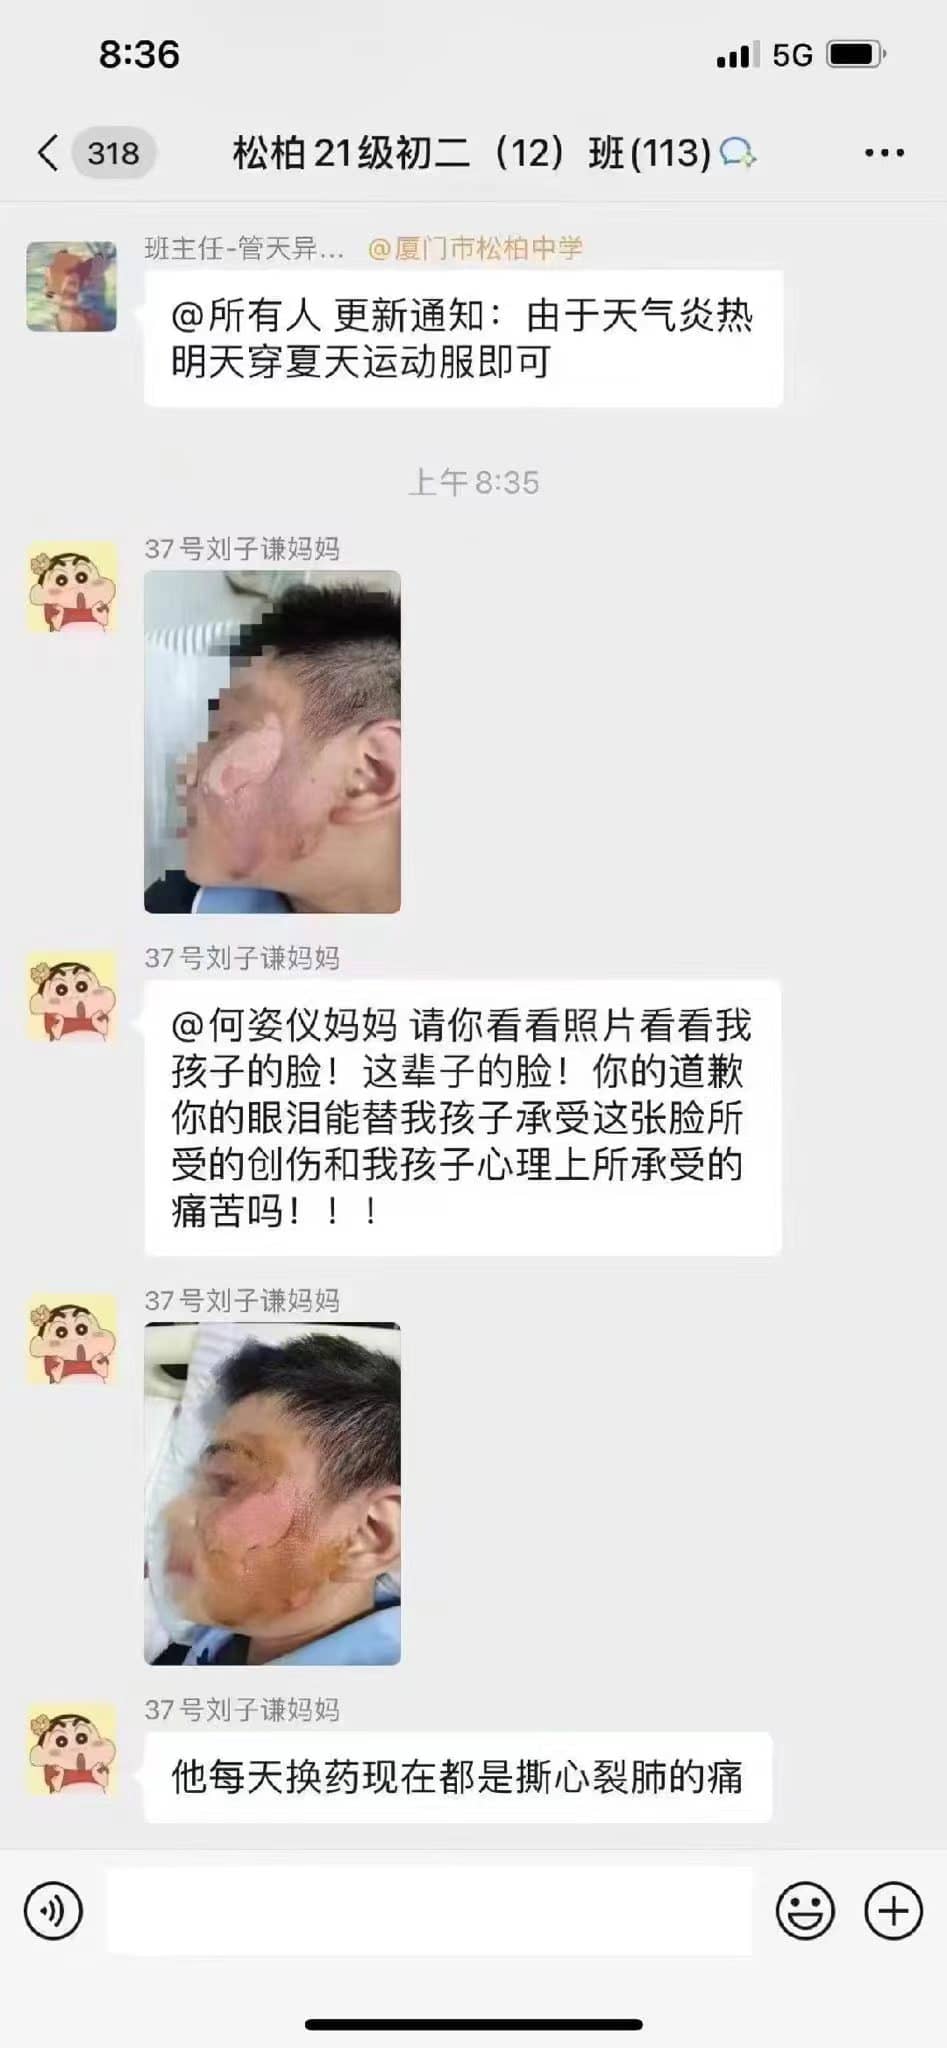 8:36
5G
318
松柏21级初二（12）班(113)
班主任-管天异... @厦门市松柏中学
@所有人 更新通知：由于天气炎热
明天穿夏天运动服即可
上午8:35
37号刘子谦妈妈
37号刘子谦妈妈
@何姿仪妈妈 请你看看照片看看我
孩子的脸！这辈子的脸！你的道歉
你的眼泪能替我孩子承受这张脸所
受的创伤和我孩子心理上所承受的
痛苦吗！！！
37号刘子谦妈妈
37号刘子谦妈妈
他每天换药现在都是撕心裂肺的痛